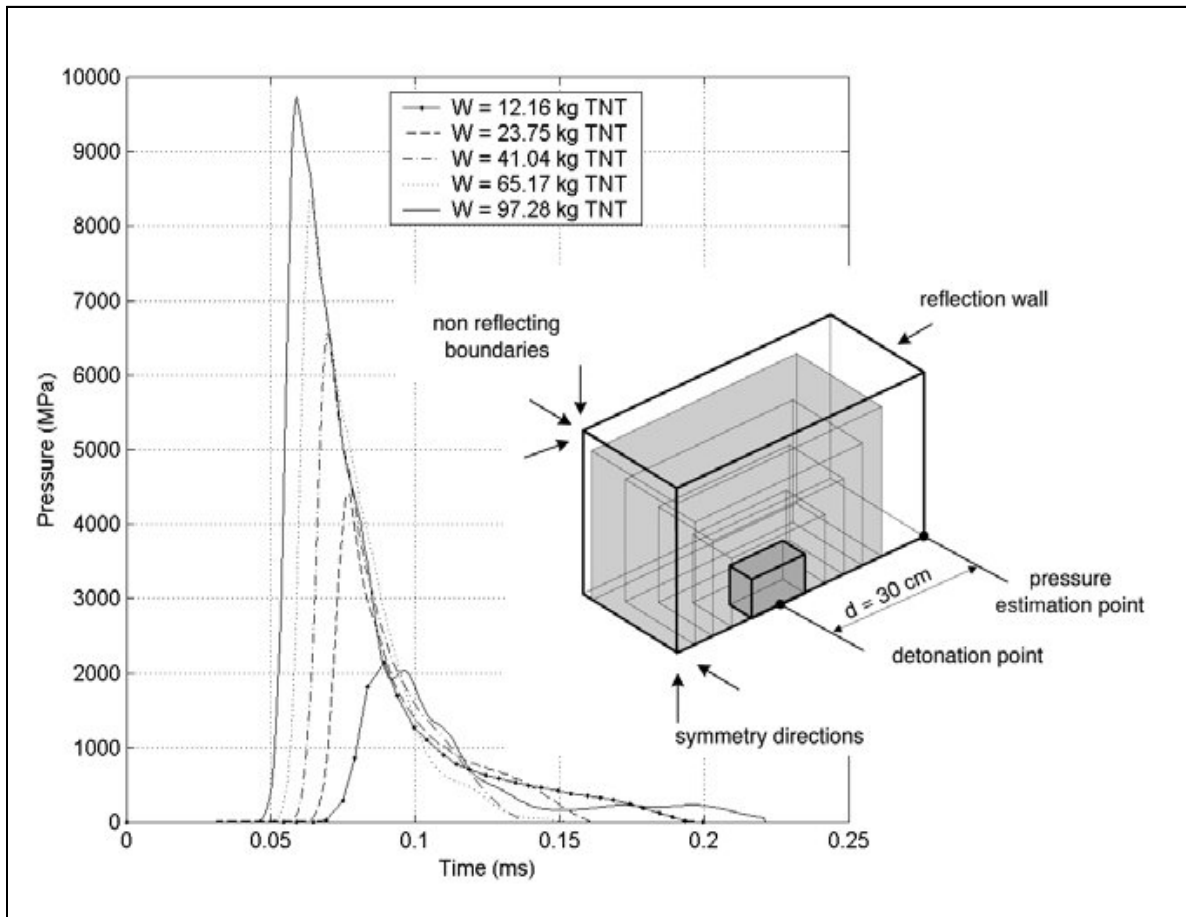 10000
9000
8000
7000
6000
5000
4000
3000
2000
1000
0
Pressure (MPa)
0
0.05
0.1
0.15
0.2
0.25
Time (ms)
W = 12.16 kg TNT
W = 23.75 kg TNT
W = 41.04 kg TNT
W = 65.17 kg TNT
W = 97.28 kg TNT
non reflecting
boundaries
reflection wall
d = 30 cm
pressure
estimation point
detonation point
symmetry directions